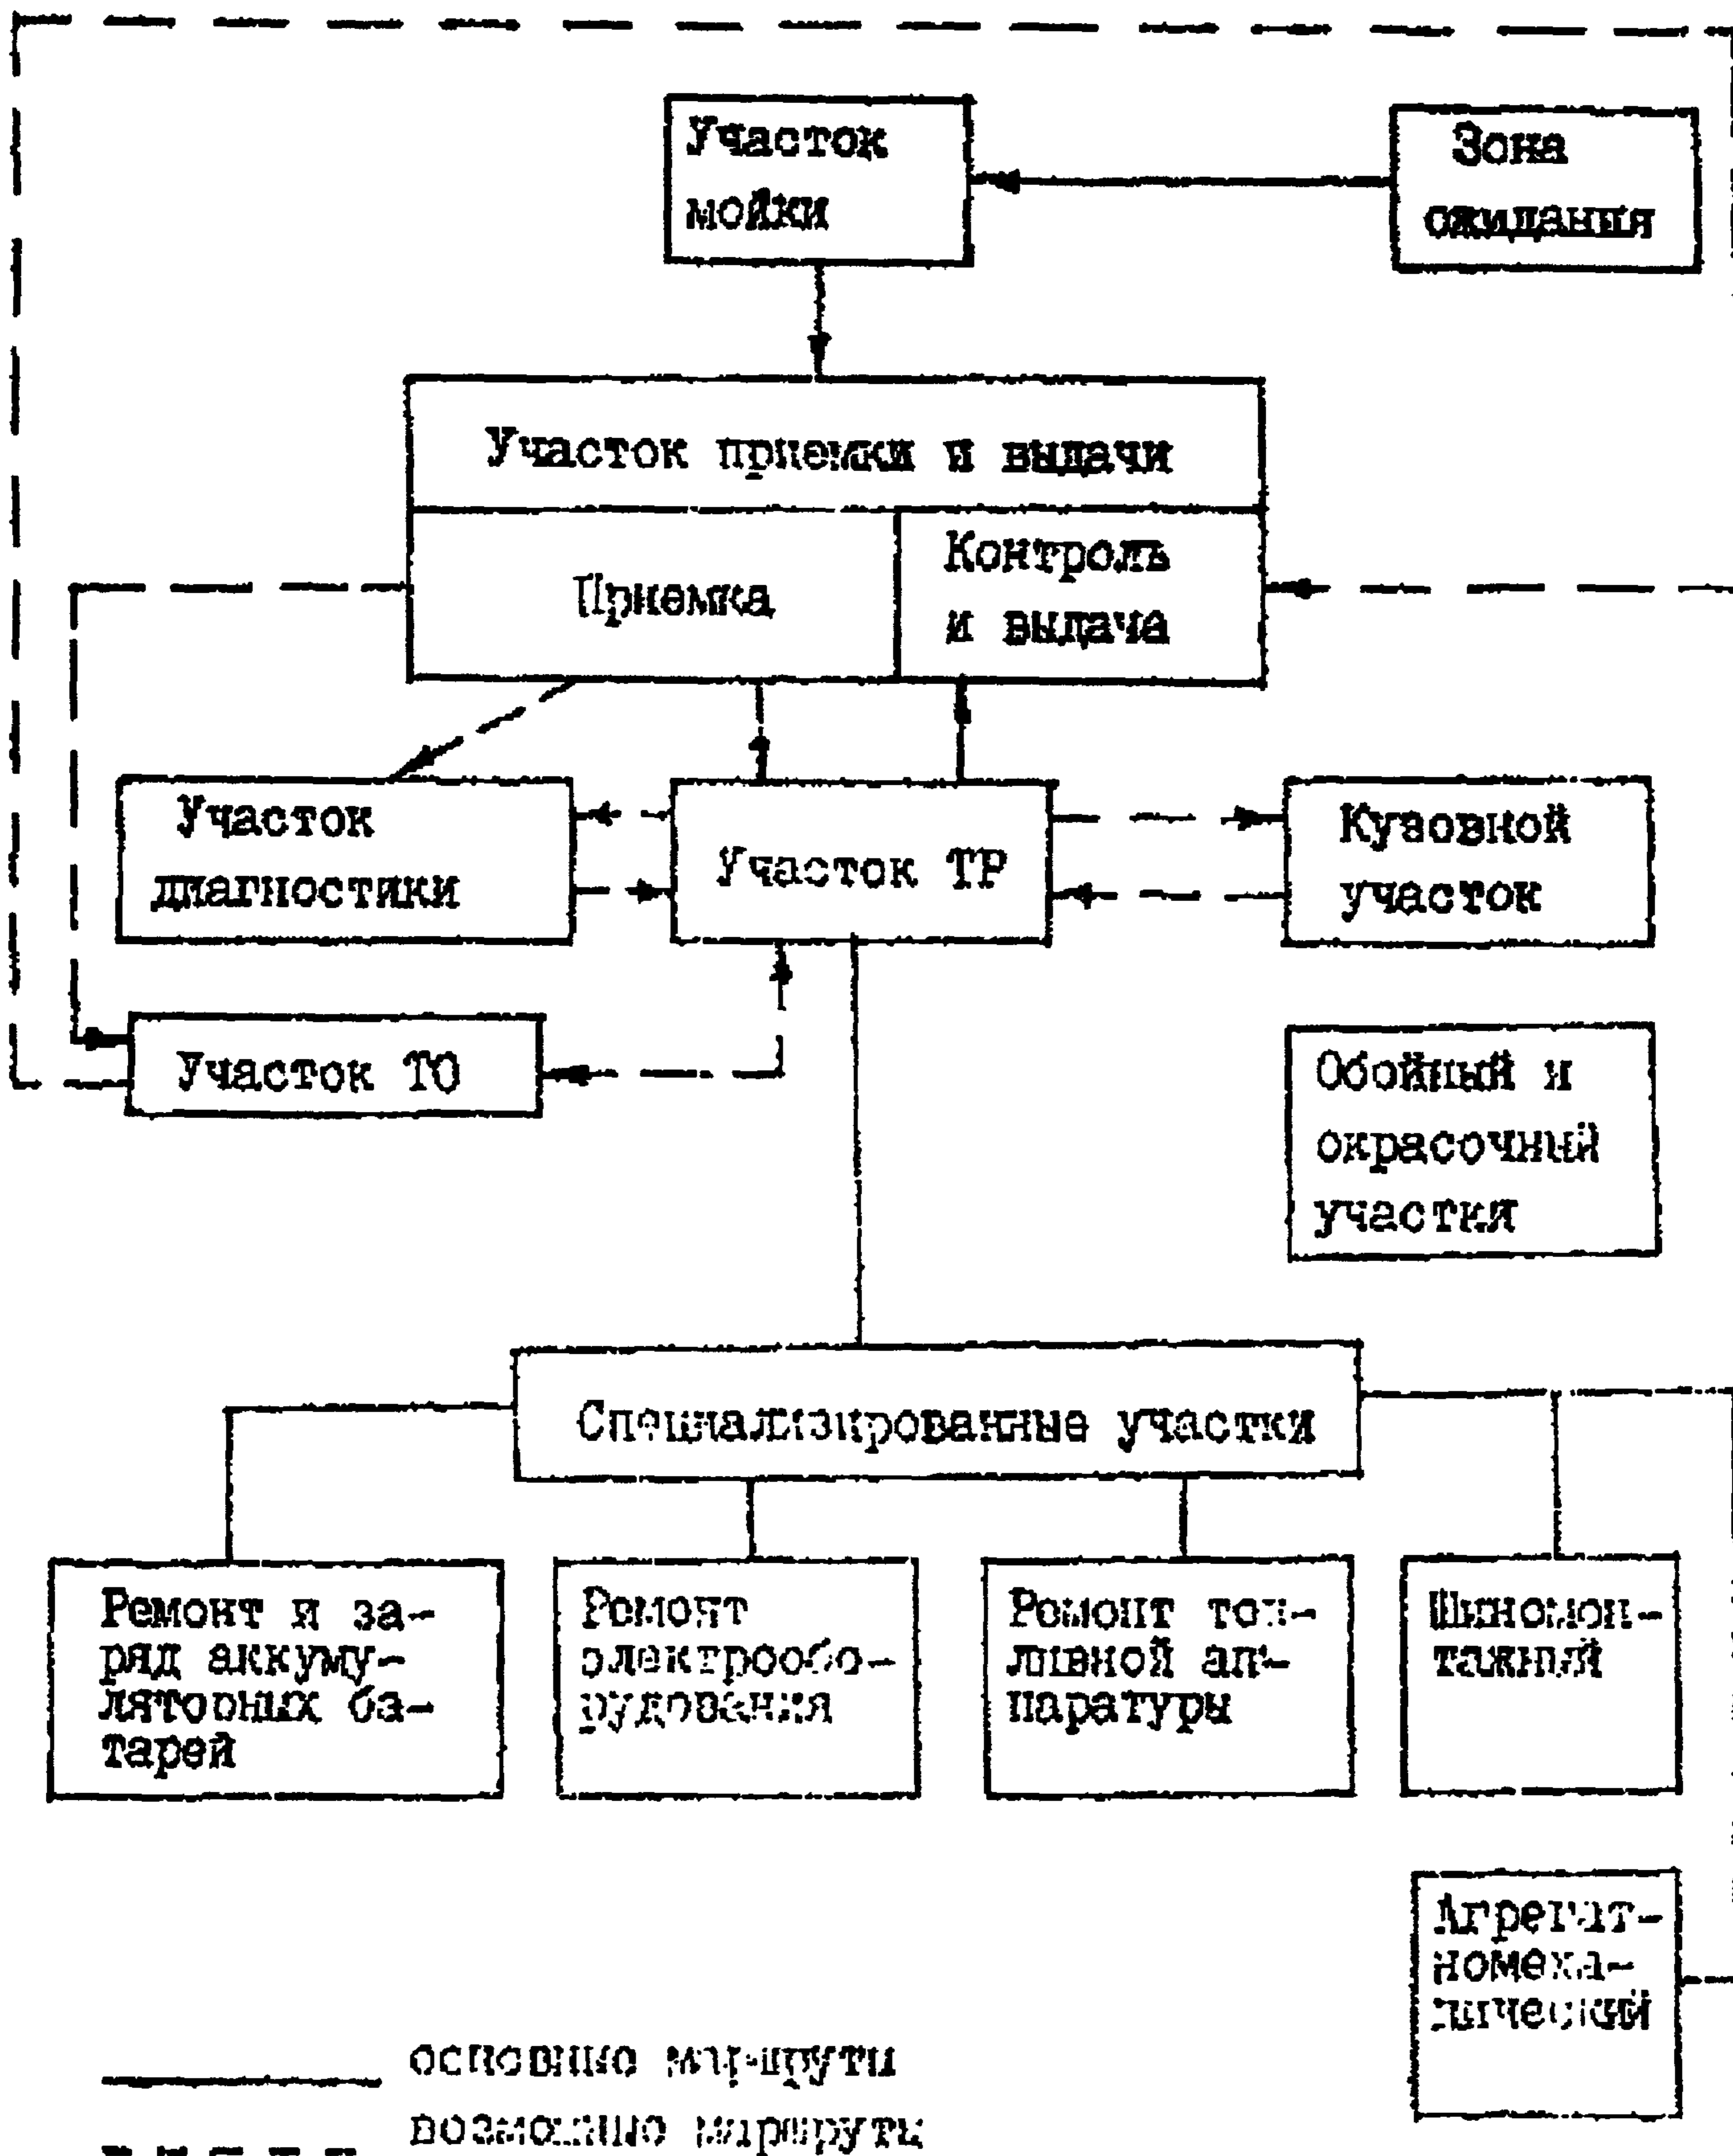 Участок
мойки
Зона
ожидания
Участок приемки и выдачи
Приемка
Контроль
и выдача
Участок
диагностики
Участок ТР
Кузовной
участок
Участок ТО
Обойный и
окрасочный
участки
Специализированные участки
Ремонт и за-
ряд аккуму-
ляторных ба-
тарей
Ремонт
электрообо-
рудования
Ремонт топ-
ливной ап-
паратуры
Шиномон-
тажный
Агрегат-
номеха-
нический
основные маршруты
возможные маршруты